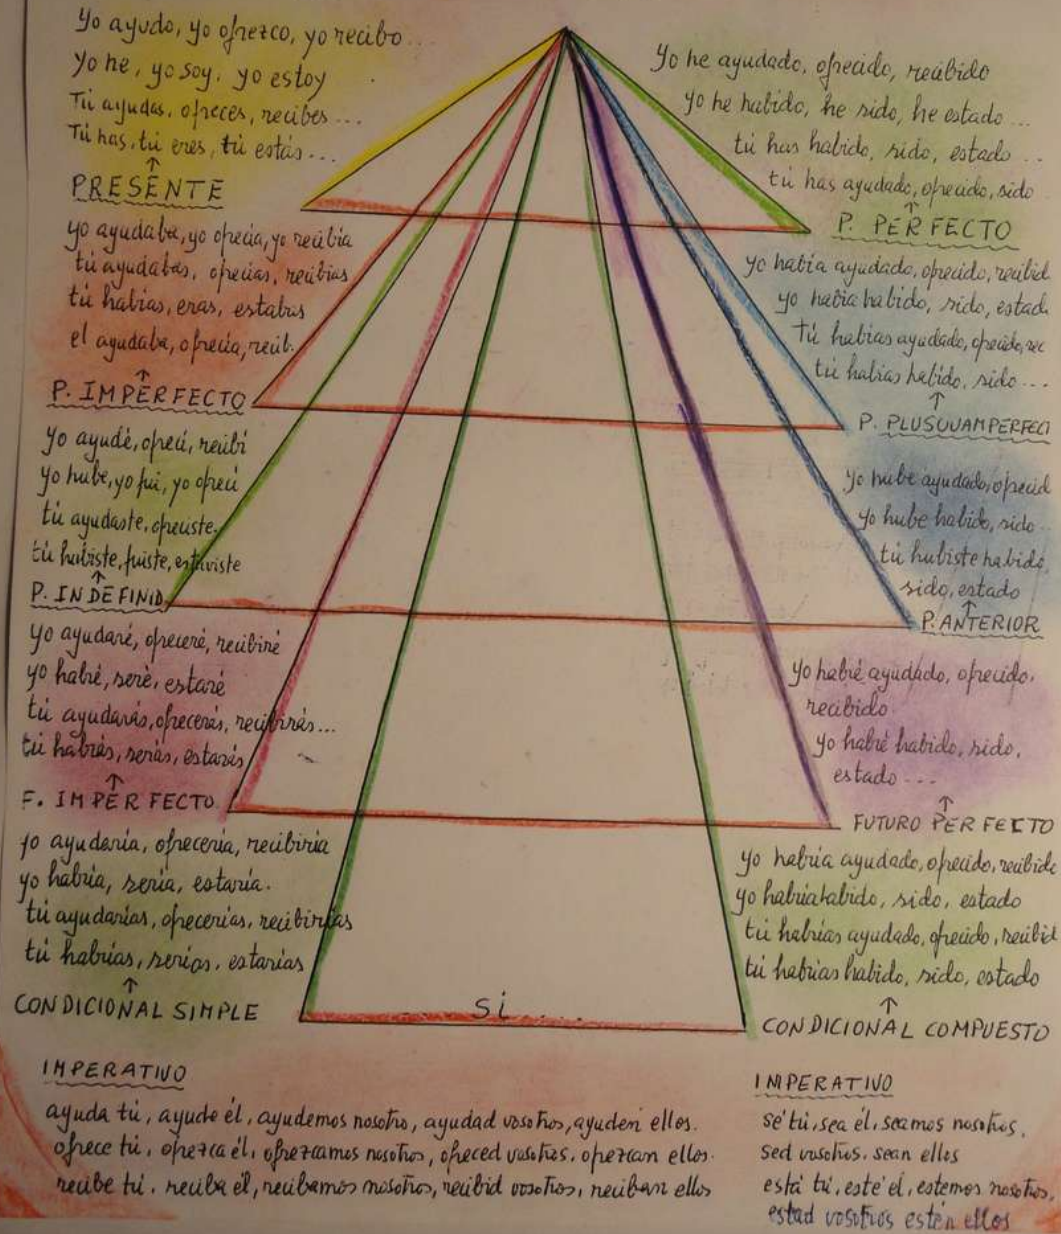 Yo ayudo, yo ofrezco, yo recibo...
Yo he, yo soy, yo estoy
Tú ayudas, ofreces, recibes...
Tú has, tú eres, tú estás...
↑
PRESENTE
yo ayudaba, yo ofrecía, yo recibía
tú ayudabas, ofrecías, recibías
tú habías, eras, estabas
el ayudaba, ofrecía, recib.
↑
P. IMPERFECTO
Yo ayudé, ofrecí, recibí
yo hube, yo fui, yo ofrecí
tú ayudaste, ofreciste.
tú hubiste, fuiste, estuviste
↑
P. INDEFINID
Yo ayudaré, ofreceré, recibiré
yo habré, seré, estaré
tú ayudarás, ofrecerás, recibirás...
tú habrás, serás, estarás
↑
F. IMPERFECTO
yo ayudaría, ofrecería, recibiría
yo habría, sería, estaría.
tú ayudarías, ofrecerías, recibirías
tú habrías, serías, estarías
↑
CONDICIONAL SIMPLE
Yo he ayudado, ofrecido, recibido
yo he habido, he sido, he estado...
tú has habido, sido, estado...
tú has ayudado, ofrecido, sido
↑
P. PERFECTO
yo había ayudado, ofrecido, recibid
yo había habido, sido, estad
Tú habías ayudado, ofrecido, rec
tú habías habido, sido...
↑
P. PLUSCUAMPERFECT
Yo hube ayudado, ofrecid
yo hube habido, sido...
tú hubiste habido,
sido, estado
↑
P. ANTERIOR
yo habré ayudado, ofrecido,
recibido
yo habré habido, sido,
estado...
↑
FUTURO PERFECTO
yo habría ayudado, ofrecido, recibido
yo habría habido, sido, estado
tú habrías ayudado, ofrecido, recibid
tú habrías habido, sido, estado
↑
CONDICIONAL COMPUESTO
Si....
IMPERATIVO
ayuda tú, ayude él, ayudemos nosotro, ayudad vosotros, ayuden ellos.
ofrece tú, ofrezca él, ofrezcamos nosotros, ofreced vosotros, ofrezcan ellos.
recibe tú, reciba él, recibamos nosotros, recibid vosotros, reciban ellos
IMPERATIVO
sé tú, sea él, seamos nosotros,
sed vosotros, sean ellos
está tú, esté él, estemos nosotros,
estad vosotros estén ellos